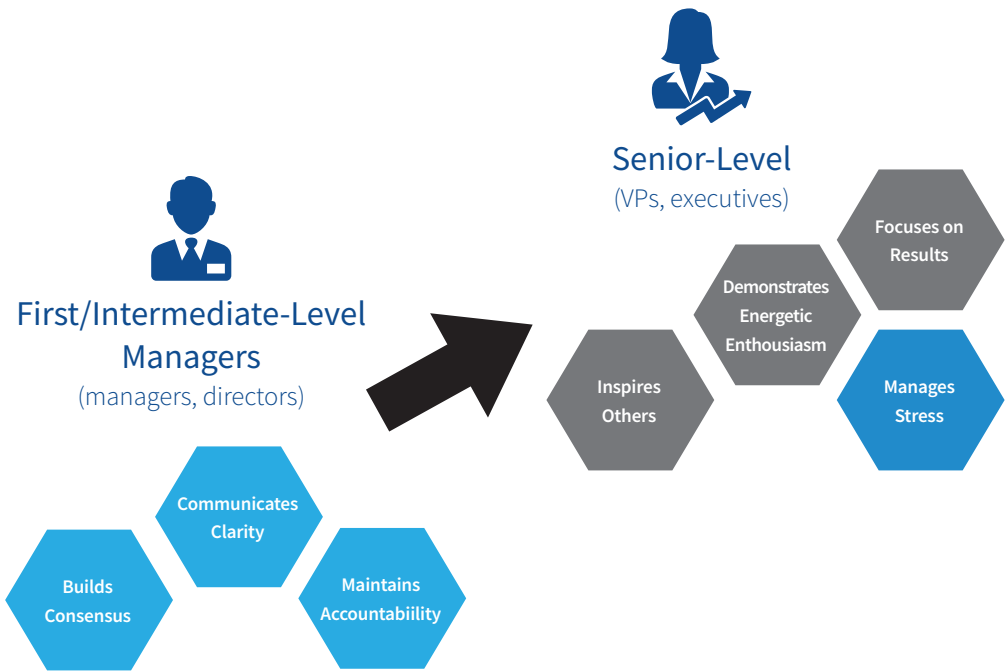 Senior-Level
(VPs, executives)
Focuses on
Results
Demonstrates
Energetic
Enthousiasm
Inspires
Others
Manages
Stress
First/Intermediate-Level
Managers
(managers, directors)
Communicates
Clarity
Builds
Consensus
Maintains
Accountabiility